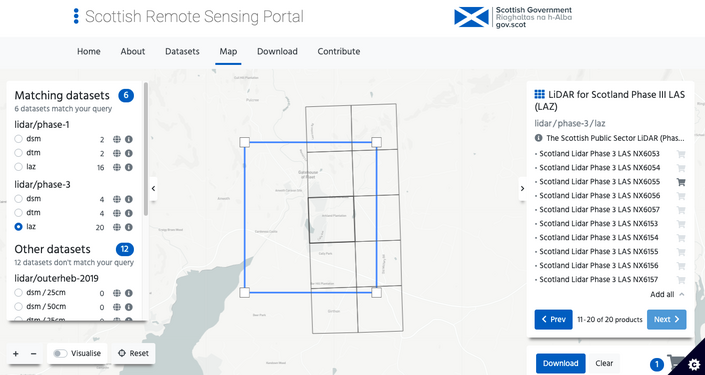 Scottish Remote Sensing Portal
Scottish Government
Riaghaltas na h-Alba
gov.scot
Home
About
Datasets
Map
Download
Contribute
Matching datasets
6
6 datasets match your query
lidar/phase-1
dsm 2
dtm 2
laz 16
lidar/phase-3
dsm 4
dtm 4
laz 20
Other datasets
12
12 datasets don't match your query
lidar/outerheb-2019
dsm / 25cm 0
dsm / 50cm 0
dtm / 25cm 0
+ −
Visualise
Reset
LiDAR for Scotland Phase III LAS
(LAZ)
lidar/phase-3/laz
The Scottish Public Sector LiDAR (Phas...
- Scotland Lidar Phase 3 LAS NX6053
- Scotland Lidar Phase 3 LAS NX6054
- Scotland Lidar Phase 3 LAS NX6055
- Scotland Lidar Phase 3 LAS NX6056
- Scotland Lidar Phase 3 LAS NX6057
- Scotland Lidar Phase 3 LAS NX6153
- Scotland Lidar Phase 3 LAS NX6154
- Scotland Lidar Phase 3 LAS NX6155
- Scotland Lidar Phase 3 LAS NX6156
- Scotland Lidar Phase 3 LAS NX6157
Add all
Prev
11-20 of 20 products
Next
Download
Clear
1